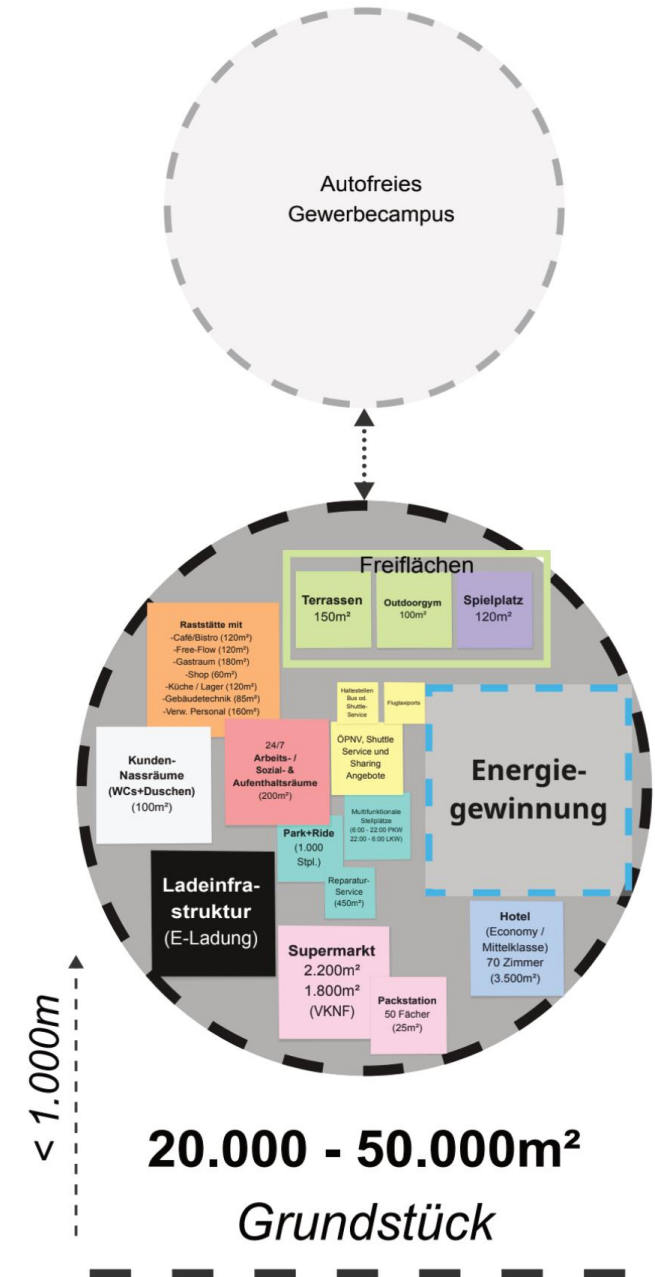 Autofreies
Gewerbecampus
Freiflächen
Terrassen
150m²
Outdoorgym
100m²
Spielplatz
120m²
Raststätte mit
-Café/Bistro (120m²)
-Free-Flow (120m²)
-Gastraum (180m²)
-Shop (60m²)
-Küche / Lager (120m²)
-Gebäudetechnik (85m²)
-Verw. Personal (160m²)
Haltestellen
Bus od.
Shuttle-
Service
Flugtaxiports
Kunden-
Nassräume
(WCs+Duschen)
(100m²)
24/7
Arbeits- /
Sozial- &
Aufenthaltsräume
(200m²)
ÖPNV, Shuttle
Service und
Sharing
Angebote
Energie-
gewinnung
Park+Ride
(1.000
Stpl.)
Multifunktionale
Stellplätze
(6:00 - 22:00 PKW
22:00 - 6:00 LKW)
Reparatur-
Service
(450m²)
Ladeinfra-
struktur
(E-Ladung)
Hotel
(Economy /
Mittelklasse)
70 Zimmer
(3.500m²)
Supermarkt
2.200m²
1.800m²
(VKNF)
Packstation
50 Fächer
(25m²)
< 1.000m
20.000 - 50.000m²
Grundstück